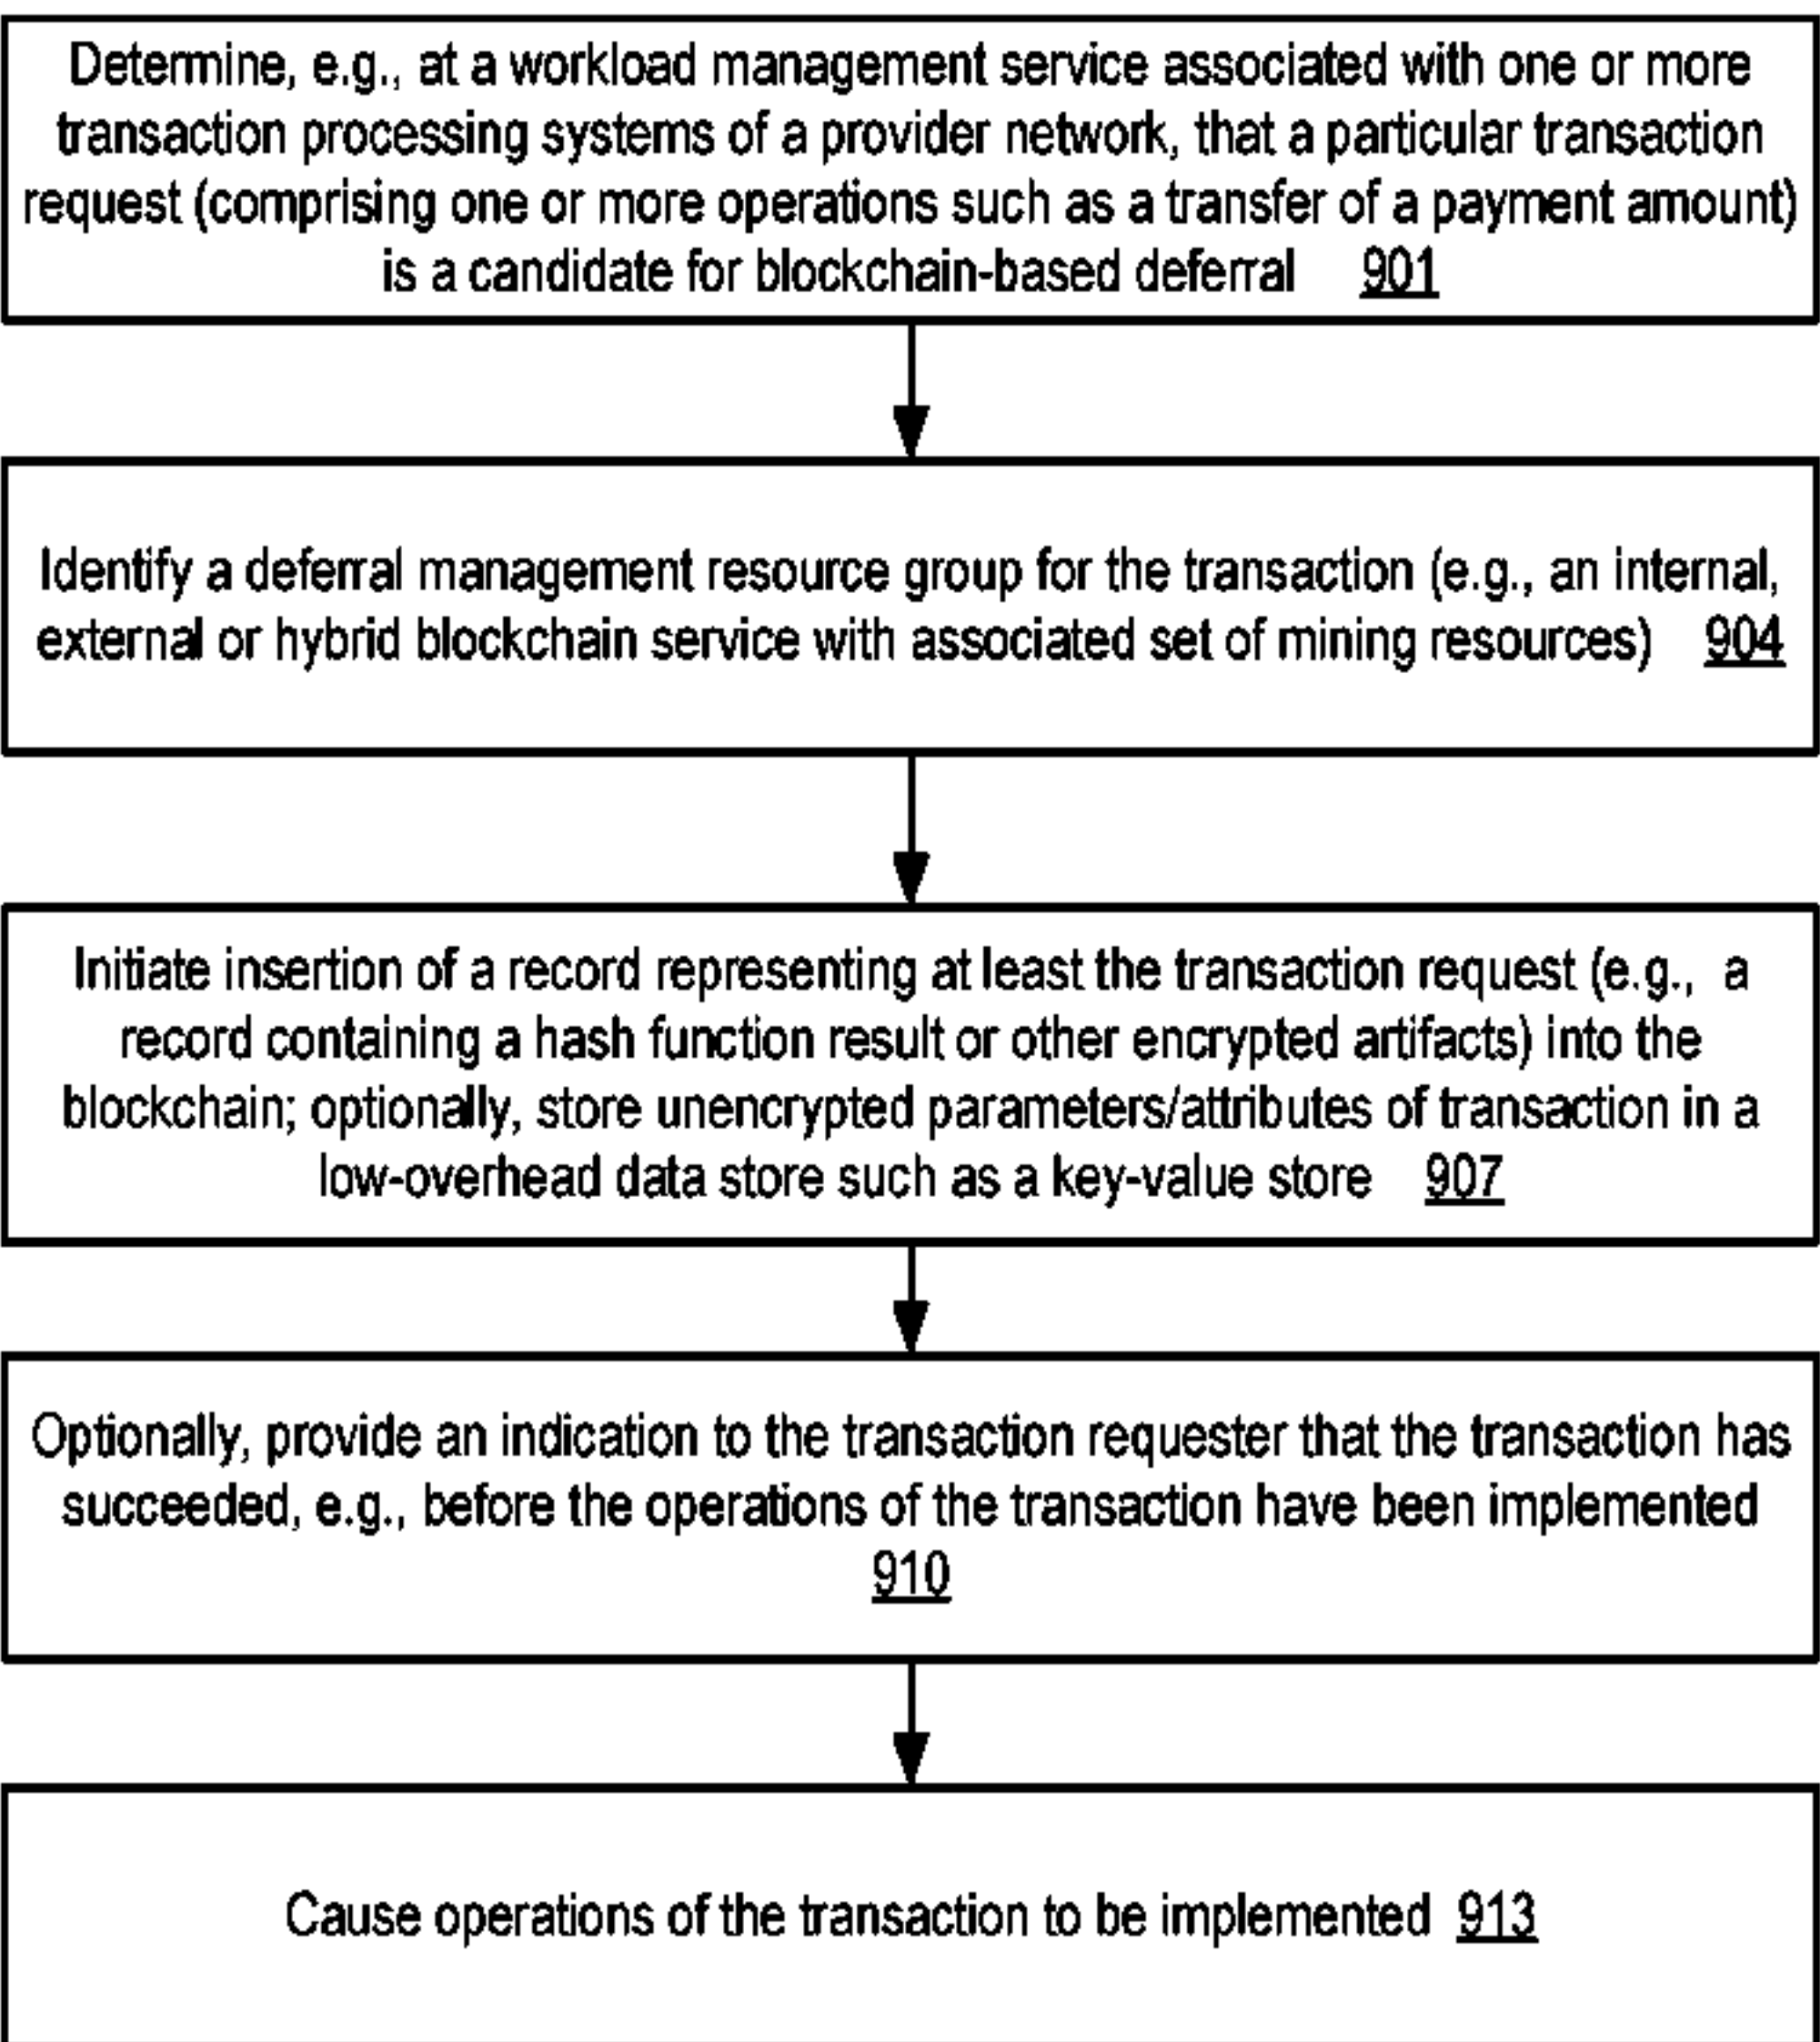 Determine, e.g., at a workload management service associated with one or more
transaction processing systems of a provider network, that a particular transaction
request (comprising one or more operations such as a transfer of a payment amount)
is a candidate for blockchain-based deferral 901
Identify a deferral management resource group for the transaction (e.g., an internal,
external or hybrid blockchain service with associated set of mining resources) 904
Initiate insertion of a record representing at least the transaction request (e.g., a
record containing a hash function result or other encrypted artifacts) into the
blockchain; optionally, store unencrypted parameters/attributes of transaction in a
low-overhead data store such as a key-value store 907
Optionally, provide an indication to the transaction requester that the transaction has
succeeded, e.g., before the operations of the transaction have been implemented
910
Cause operations of the transaction to be implemented 913